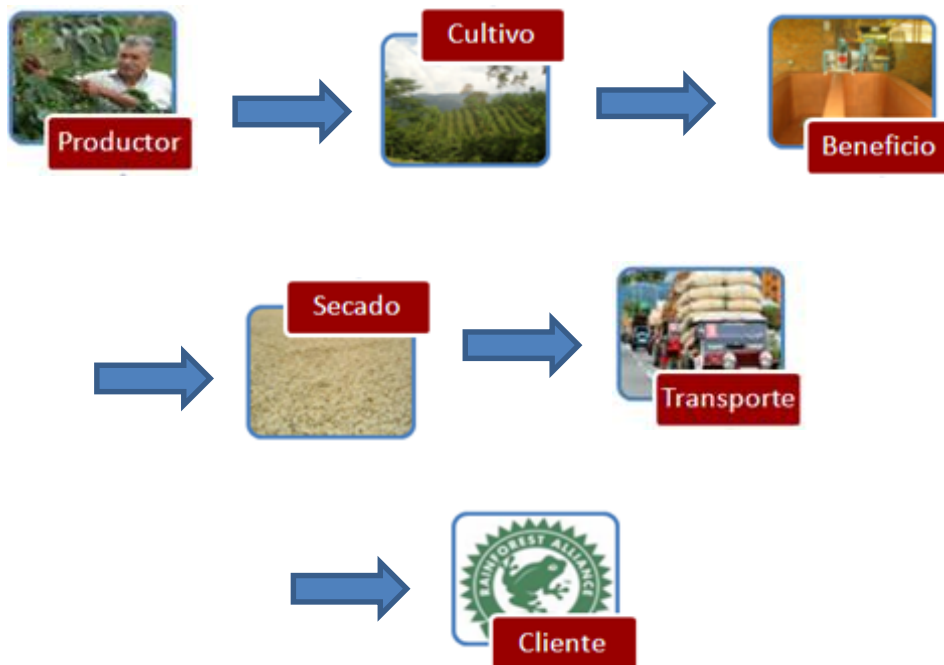 Productor
Cultivo
Beneficio
Secado
Transporte
RAINFOREST ALLIANCE
Cliente